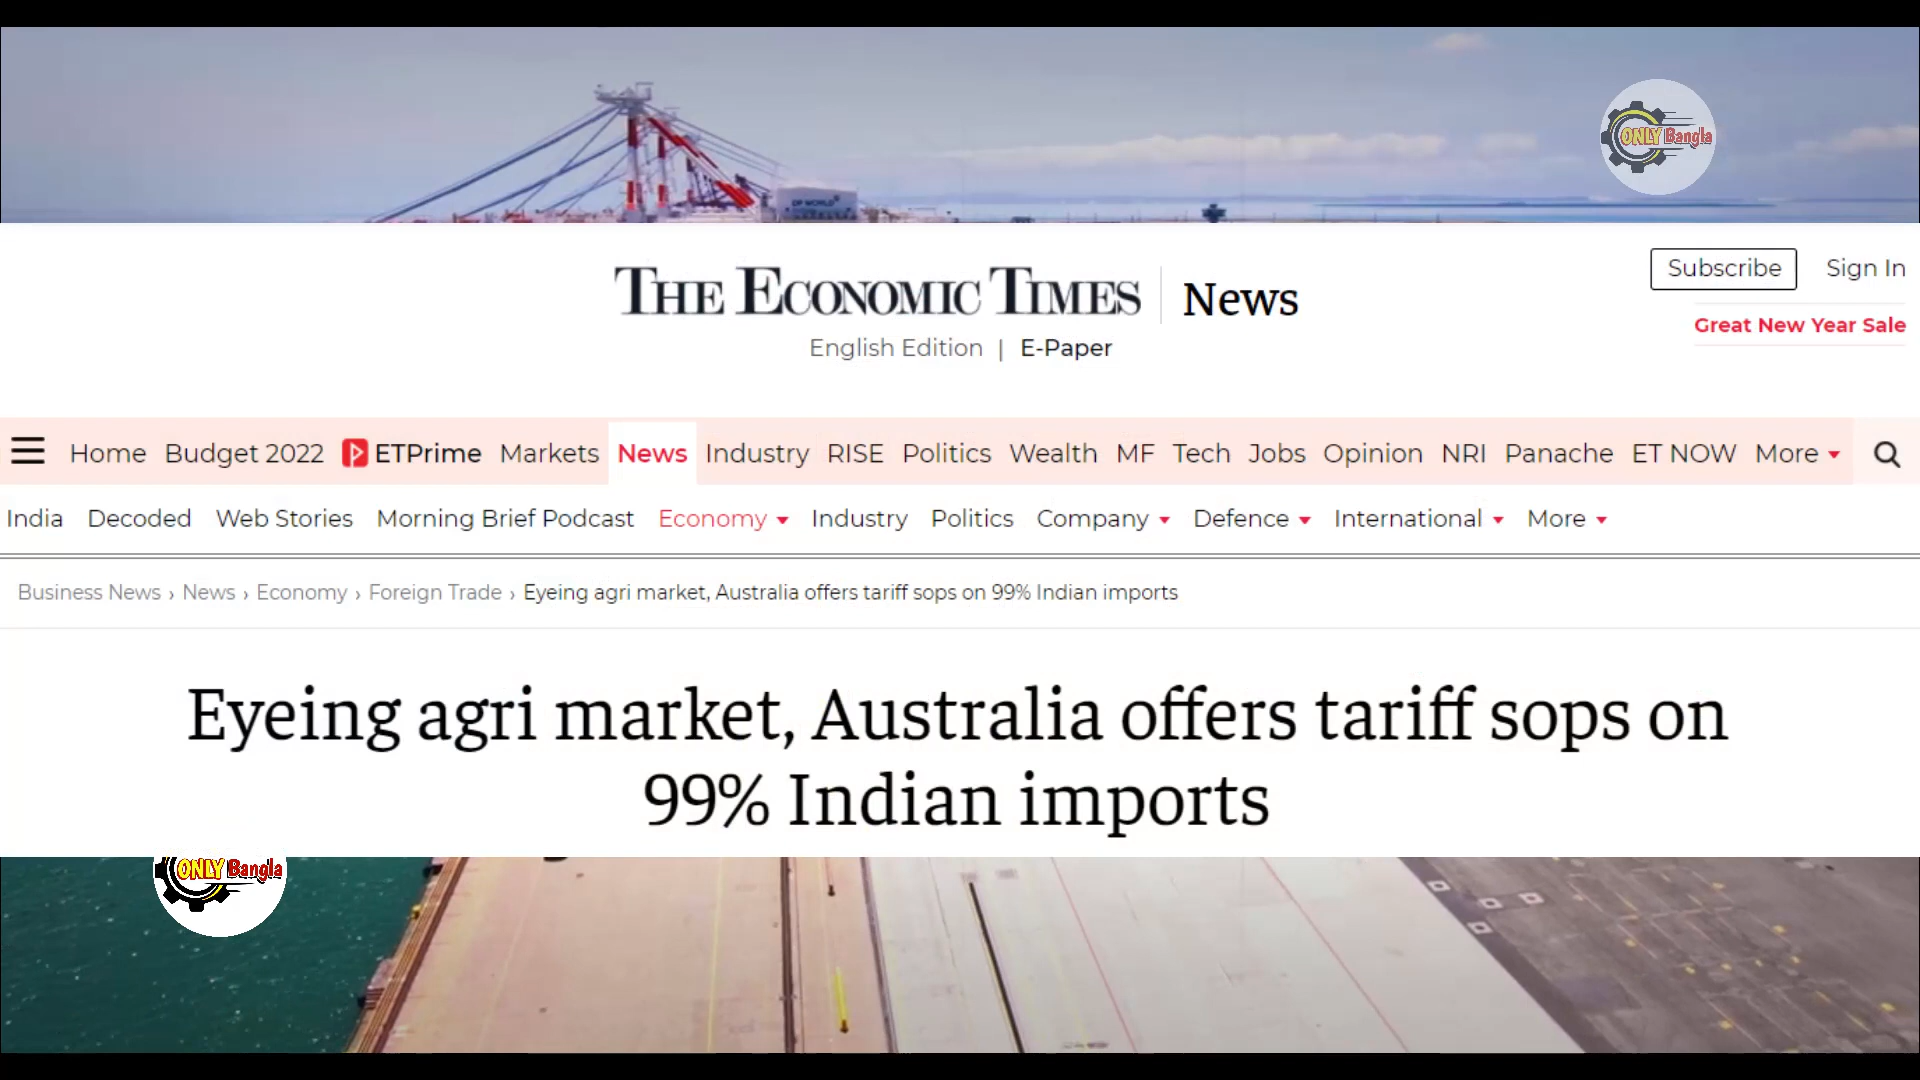 ONLY Bangla
DP WORLD
THE ECONOMIC TIMES | News
English Edition | E-Paper
Subscribe Sign In
Great New Year Sale
Home Budget 2022 ETPrime Markets News Industry RISE Politics Wealth MF Tech Jobs Opinion NRI Panache ET NOW More
India Decoded Web Stories Morning Brief Podcast Economy Industry Politics Company Defence International More
Business News › News › Economy › Foreign Trade › Eyeing agri market, Australia offers tariff sops on 99% Indian imports
Eyeing agri market, Australia offers tariff sops on
99% Indian imports
ONLY Bangla